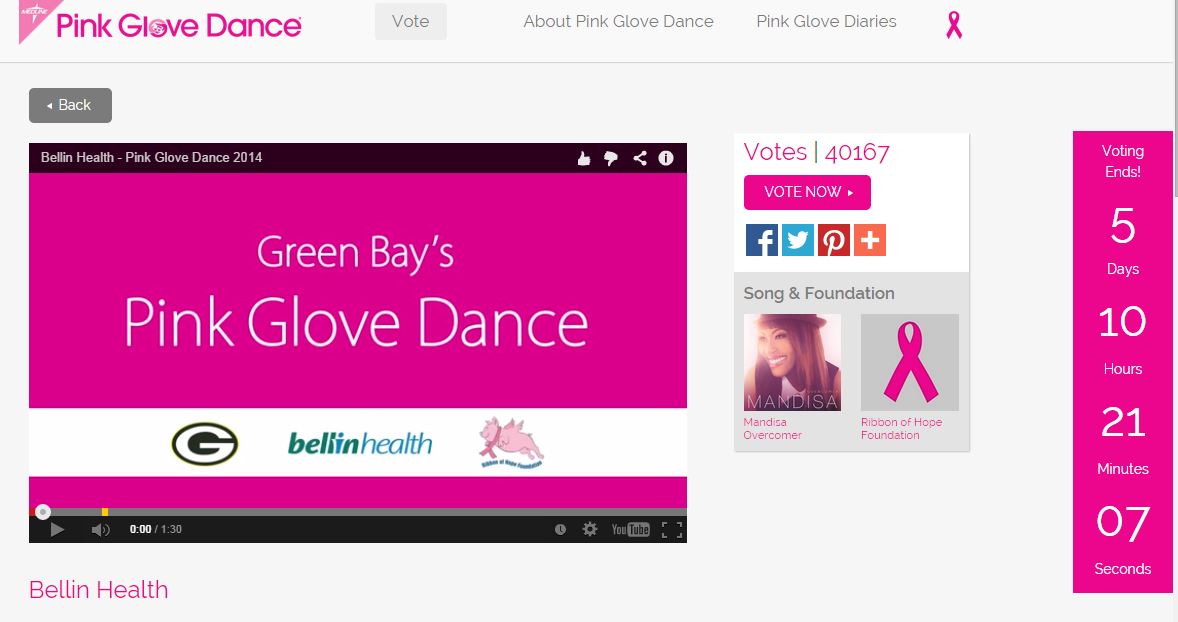 MEDLINE
Pink Glove Dance
Vote
About Pink Glove Dance
Pink Glove Diaries
Back
Bellin Health - Pink Glove Dance 2014
Green Bay's
Pink Glove Dance
G
bellinhealth
Ribbon of Hope Foundation
0:00 / 1:30
YouTube
Bellin Health
Votes | 40167
VOTE NOW
Song & Foundation
MANDISA
Mandisa
Overcomer
Ribbon of Hope
Foundation
Voting
Ends!
5
Days
10
Hours
21
Minutes
07
Seconds